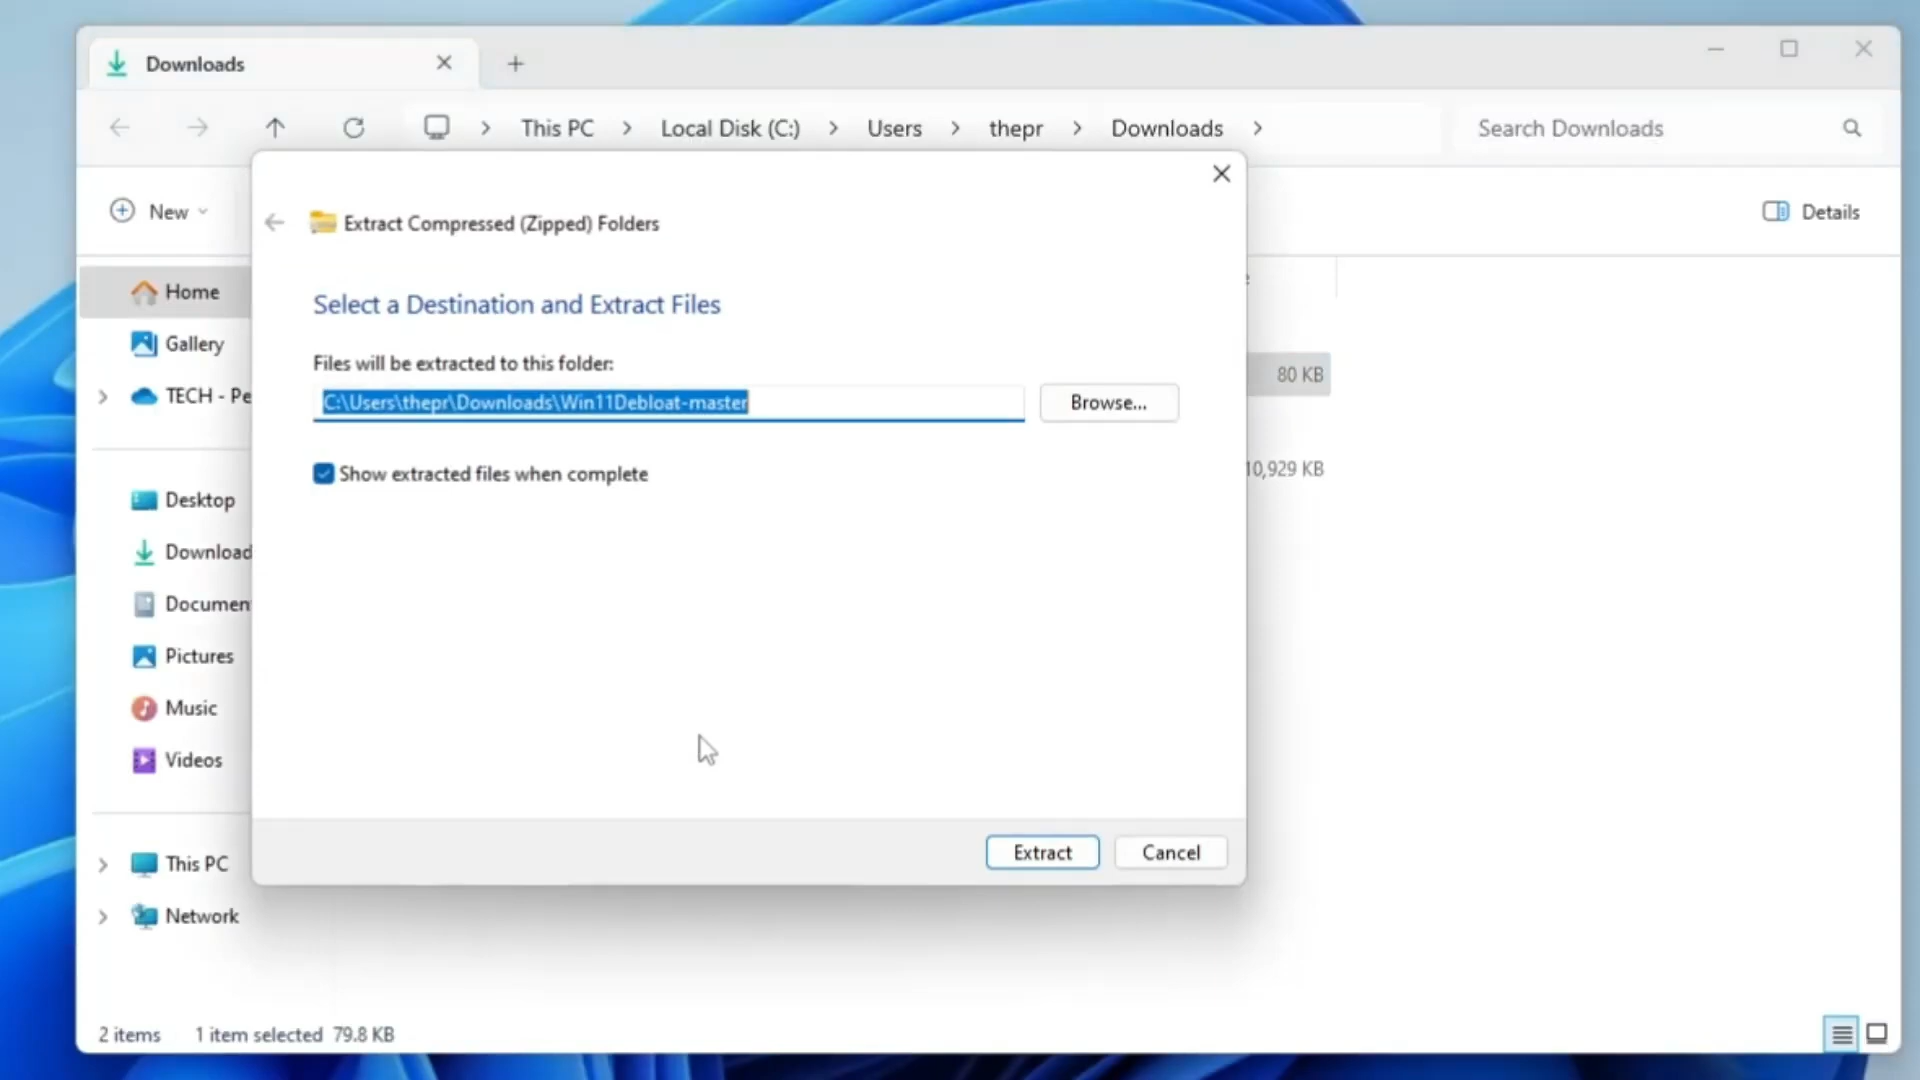 Downloads
This PC
Local Disk (C:)
Users
thepr
Downloads
Search Downloads
New
Details
Extract Compressed (Zipped) Folders
Select a Destination and Extract Files
Files will be extracted to this folder:
C:\Users\thepr\Downloads\Win11Debloat-master
Browse...
Show extracted files when complete
Extract
Cancel
Home
Gallery
TECH - Pe
Desktop
Download
Documen
Pictures
Music
Videos
This PC
Network
80 KB
10,929 KB
2 items
1 item selected 79.8 KB